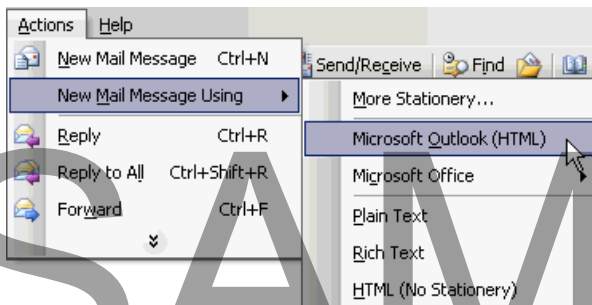 Actions Help
New Mail Message Ctrl+N
New Mail Message Using
Reply Ctrl+R
Reply to All Ctrl+Shift+R
Forward Ctrl+F
Send/Receive Find
More Stationery...
Microsoft Outlook (HTML)
Microsoft Office
Plain Text
Rich Text
HTML (No Stationery)
SAM